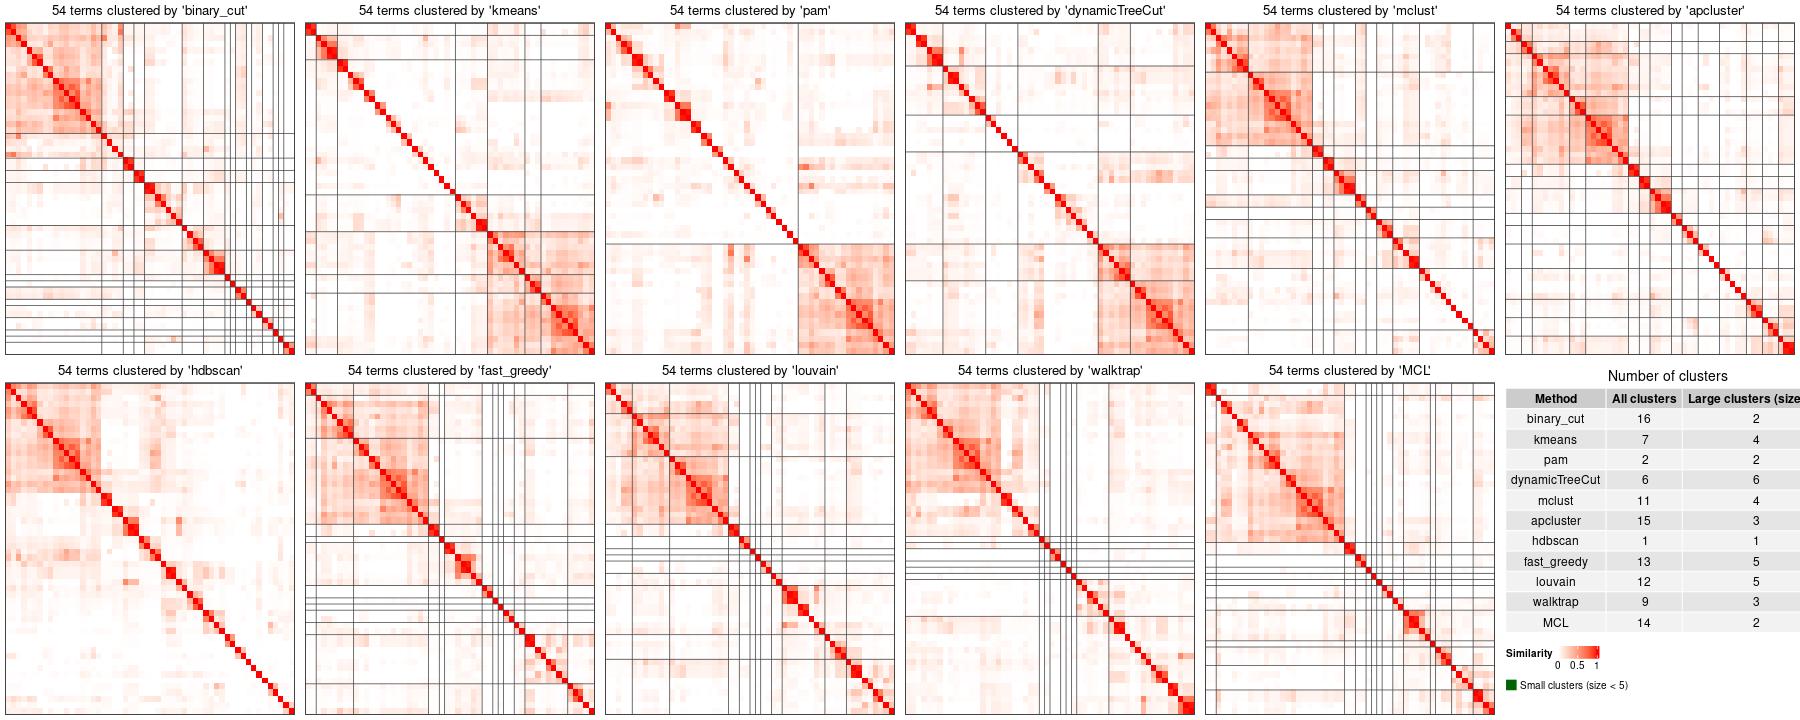 54 terms clustered by 'binary_cut'
54 terms clustered by 'kmeans'
54 terms clustered by 'pam'
54 terms clustered by 'dynamicTreeCut'
54 terms clustered by 'mclust'
54 terms clustered by 'apcluster'
54 terms clustered by 'hdbscan'
54 terms clustered by 'fast_greedy'
54 terms clustered by 'louvain'
54 terms clustered by 'walktrap'
54 terms clustered by 'MCL'
Number of clusters
Method All clusters Large clusters (size
binary_cut 16 2
kmeans 7 4
pam 2 2
dynamicTreeCut 6 6
mclust 11 4
apcluster 15 3
hdbscan 1 1
fast_greedy 13 5
louvain 12 5
walktrap 9 3
MCL 14 2
Similarity
0 0.5 1
Small clusters (size < 5)